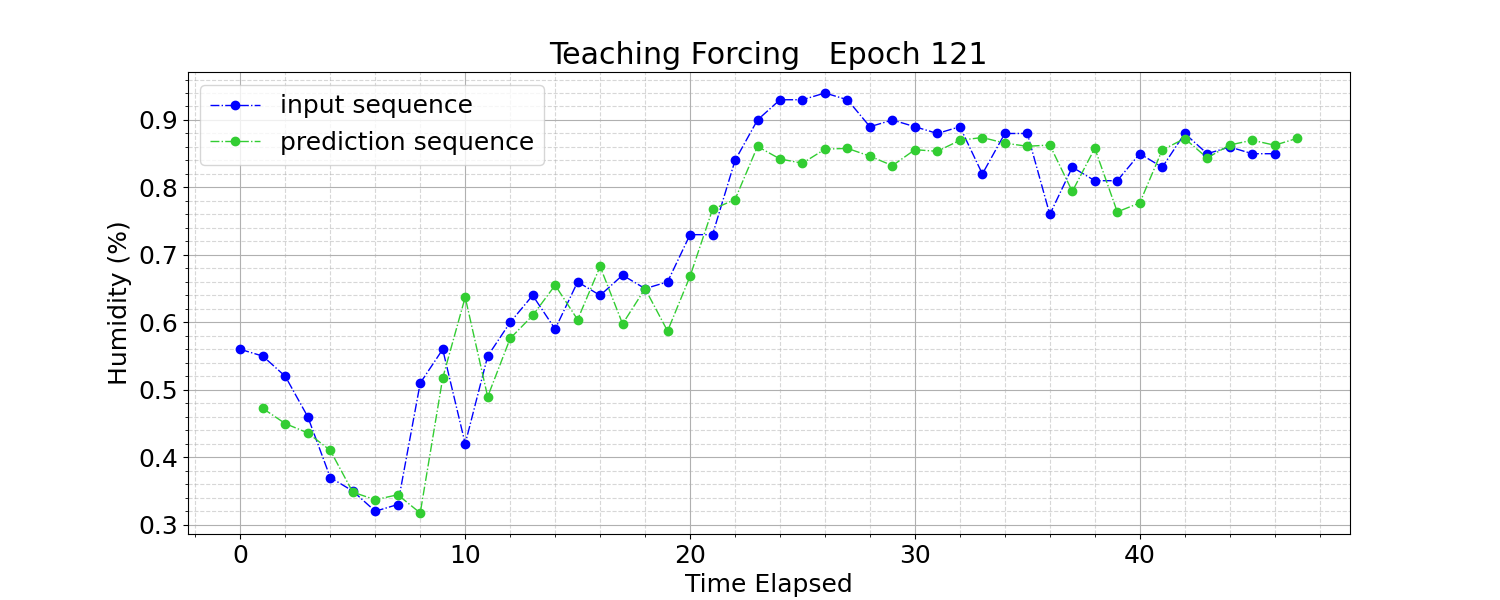 Teaching Forcing   Epoch 121
input sequence
prediction sequence
Humidity (%)
0.9
0.8
0.7
0.6
0.5
0.4
0.3
0 10 20 30 40
Time Elapsed